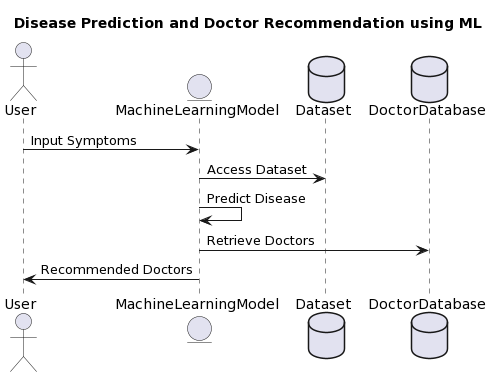 Disease Prediction and Doctor Recommendation using ML
User
MachineLearningModel
Dataset
DoctorDatabase
Input Symptoms
Access Dataset
Predict Disease
Retrieve Doctors
Recommended Doctors
User
MachineLearningModel
Dataset
DoctorDatabase